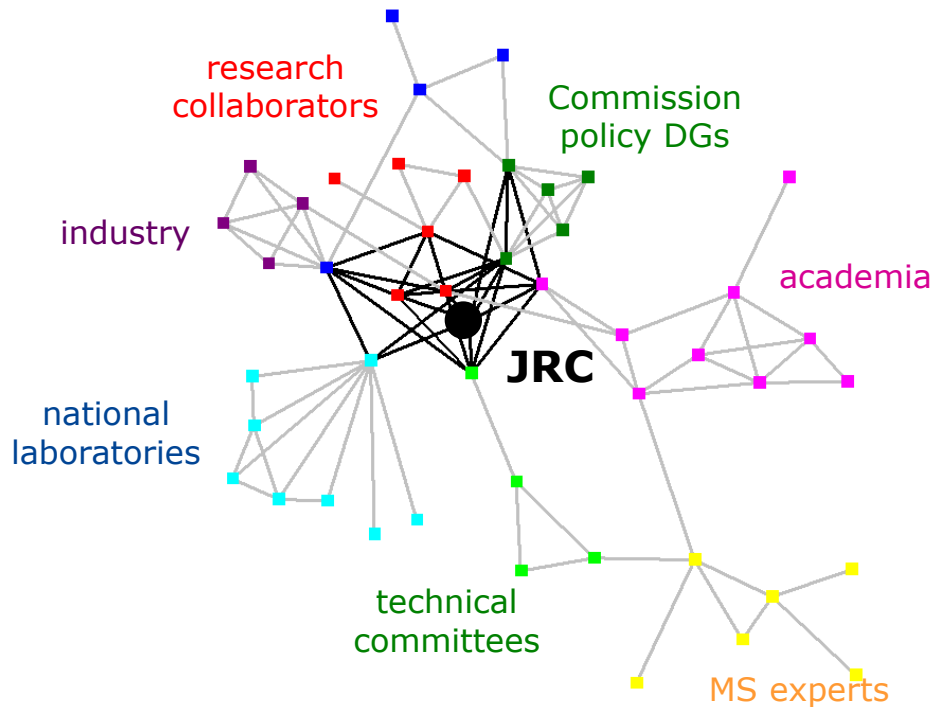 research
collaborators
Commission
policy DGs
industry
academia
JRC
national
laboratories
technical
committees
MS experts